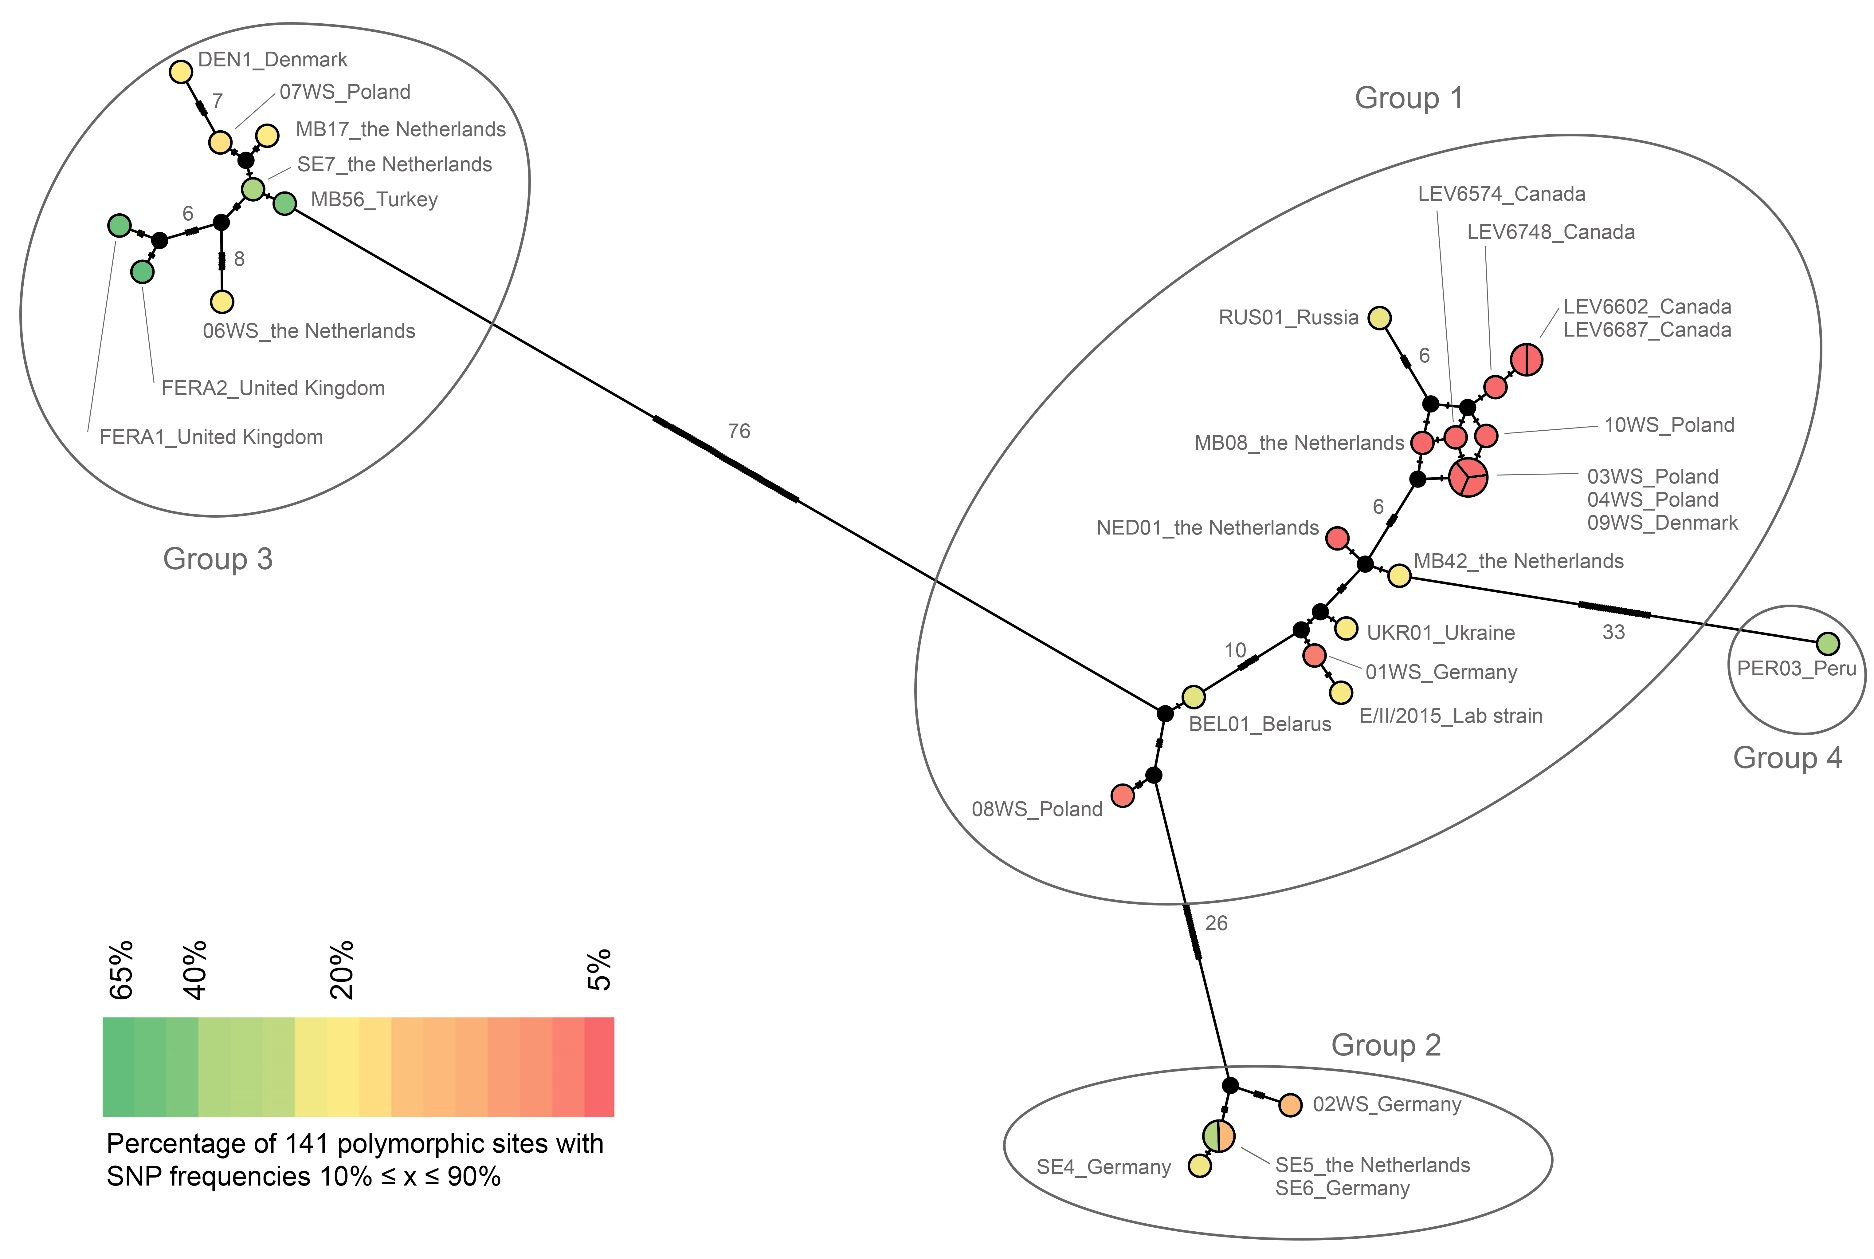 DEN1_Denmark
07WS_Poland
7
MB17_the Netherlands
SE7_the Netherlands
MB56_Turkey
6
8
06WS_the Netherlands
FERA2_United Kingdom
FERA1_United Kingdom
Group 3
76
Group 1
LEV6574_Canada
LEV6748_Canada
LEV6602_Canada
LEV6687_Canada
RUS01_Russia
6
10WS_Poland
MB08_the Netherlands
03WS_Poland
04WS_Poland
09WS_Denmark
6
NED01_the Netherlands
MB42_the Netherlands
33
UKR01_Ukraine
10
01WS_Germany
E/II/2015_Lab strain
BEL01_Belarus
08WS_Poland
PER03_Peru
Group 4
26
Group 2
02WS_Germany
SE4_Germany
SE5_the Netherlands
SE6_Germany
65%
40%
20%
5%
Percentage of 141 polymorphic sites with
SNP frequencies 10% ≤ x ≤ 90%